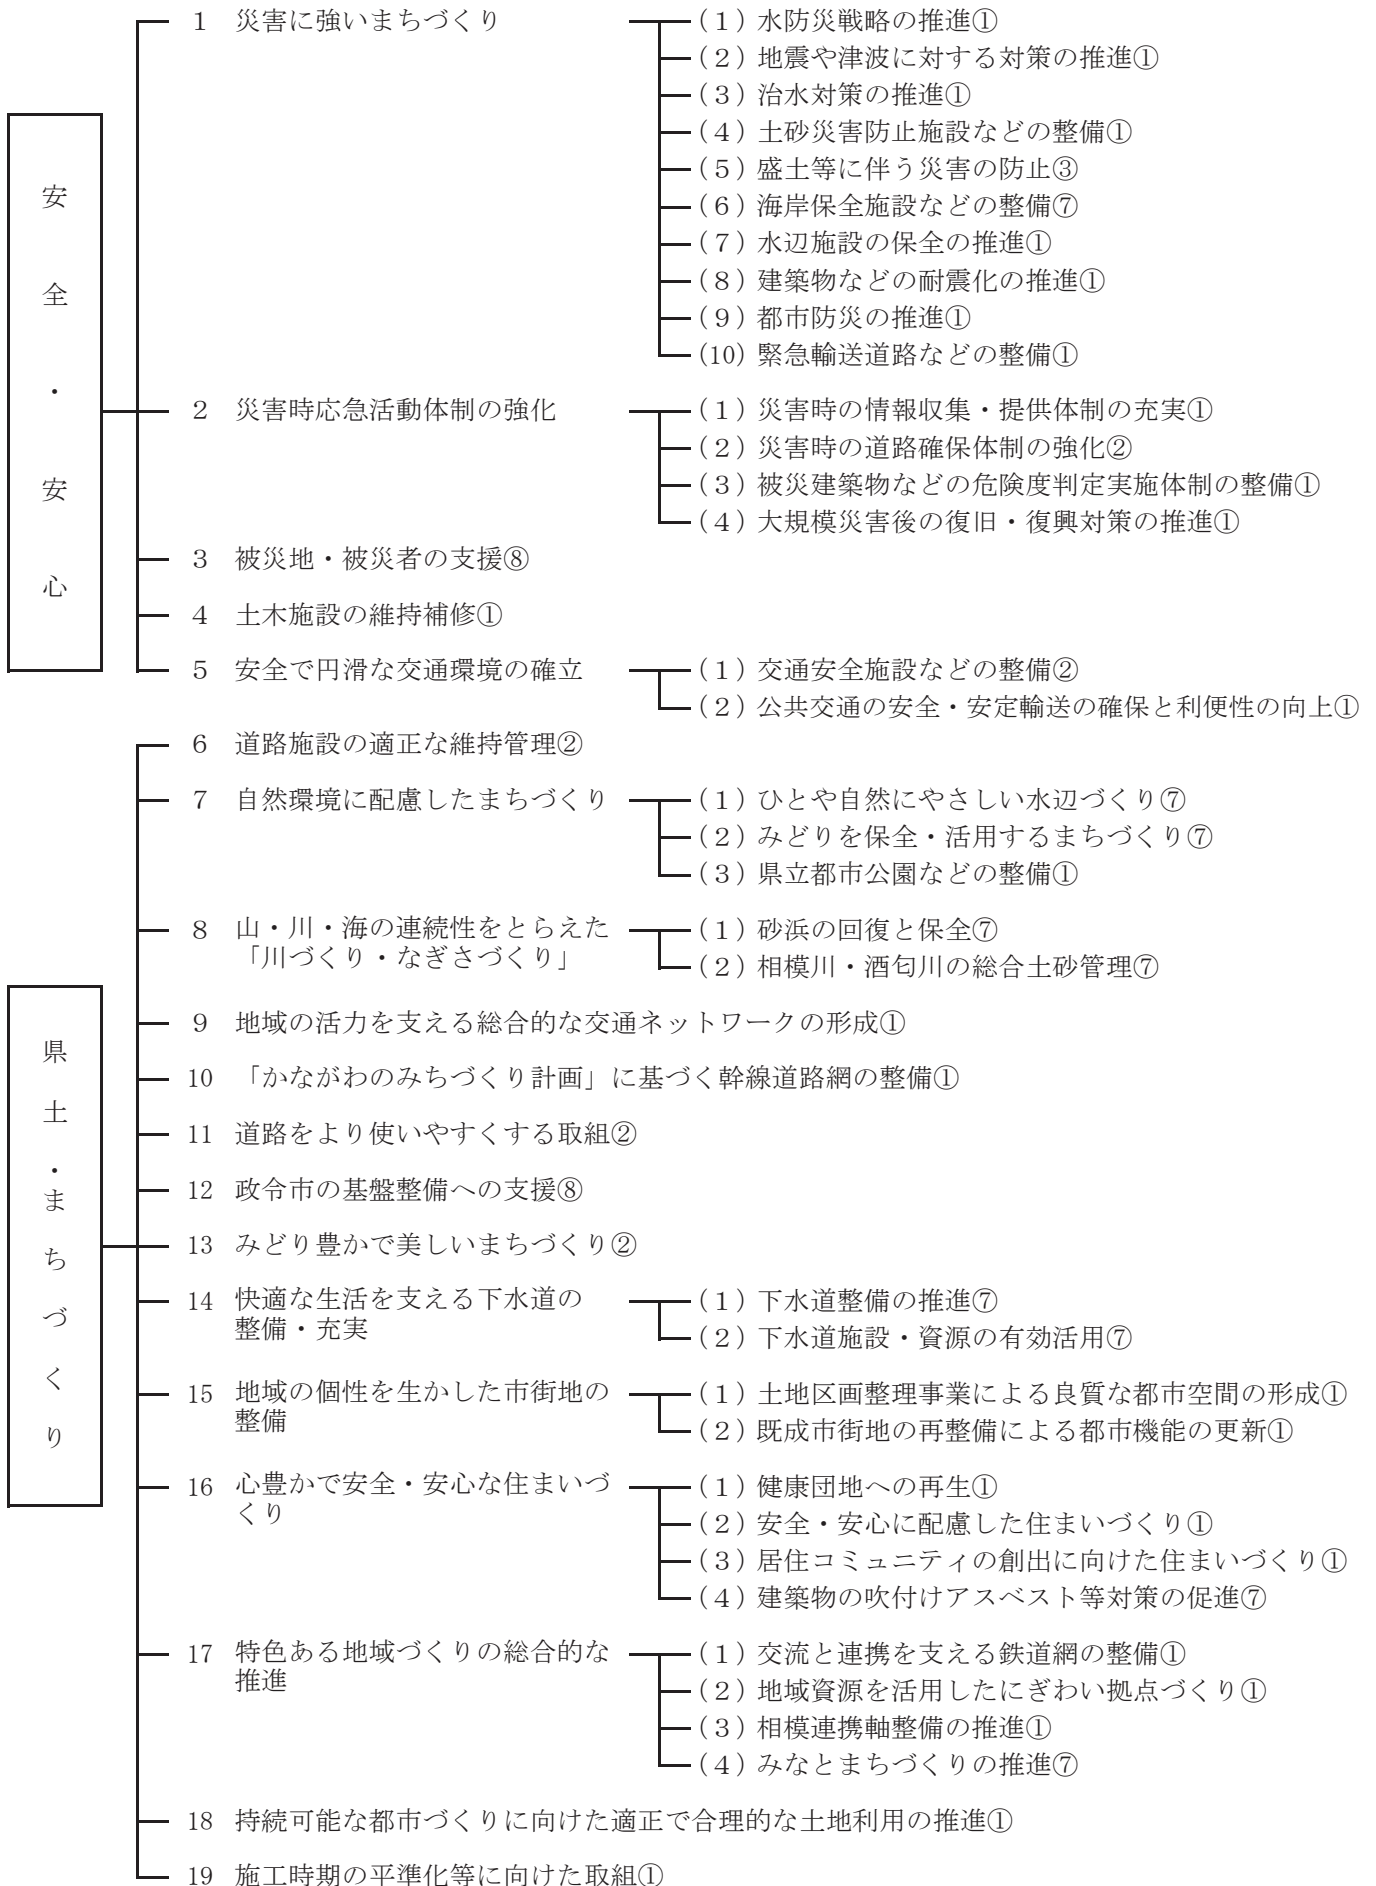 安全・安心
1 災害に強いまちづくり
(1)水防災戦略の推進①
(2)地震や津波に対する対策の推進①
(3)治水対策の推進①
(4)土砂災害防止施設などの整備①
(5)盛土等に伴う災害の防止③
(6)海岸保全施設などの整備⑦
(7)水辺施設の保全の推進①
(8)建築物などの耐震化の推進①
(9)都市防災の推進①
(10)緊急輸送道路などの整備①
2 災害時応急活動体制の強化
(1)災害時の情報収集・提供体制の充実①
(2)災害時の道路確保体制の強化②
(3)被災建築物などの危険度判定実施体制の整備①
(4)大規模災害後の復旧・復興対策の推進①
3 被災地・被災者の支援⑧
4 土木施設の維持補修①
5 安全で円滑な交通環境の確立
(1)交通安全施設などの整備②
(2)公共交通の安全・安定輸送の確保と利便性の向上①
県土・まちづくり
6 道路施設の適正な維持管理②
7 自然環境に配慮したまちづくり
(1)ひとや自然にやさしい水辺づくり⑦
(2)みどりを保全・活用するまちづくり⑦
(3)県立都市公園などの整備①
8 山・川・海の連続性をとらえた
「川づくり・なぎさづくり」
(1)砂浜の回復と保全⑦
(2)相模川・酒匂川の総合土砂管理⑦
9 地域の活力を支える総合的な交通ネットワークの形成①
10 「かながわのみちづくり計画」に基づく幹線道路網の整備①
11 道路をより使いやすくする取組②
12 政令市の基盤整備への支援⑧
13 みどり豊かで美しいまちづくり②
14 快適な生活を支える下水道の
整備・充実
(1)下水道整備の推進⑦
(2)下水道施設・資源の有効活用⑦
15 地域の個性を生かした市街地の
整備
(1)土地区画整理事業による良質な都市空間の形成①
(2)既成市街地の再整備による都市機能の更新①
16 心豊かで安全・安心な住まいづ
くり
(1)健康団地への再生①
(2)安全・安心に配慮した住まいづくり①
(3)居住コミュニティの創出に向けた住まいづくり①
(4)建築物の吹付けアスベスト等対策の促進⑦
17 特色ある地域づくりの総合的な
推進
(1)交流と連携を支える鉄道網の整備①
(2)地域資源を活用したにぎわい拠点づくり①
(3)相模連携軸整備の推進①
(4)みなとまちづくりの推進⑦
18 持続可能な都市づくりに向けた適正で合理的な土地利用の推進①
19 施工時期の平準化等に向けた取組①